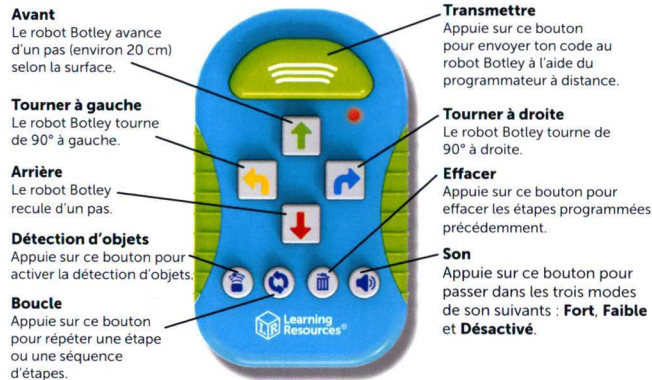 Avant
Le robot Botley avance
d'un pas (environ 20 cm)
selon la surface.
Tourner à gauche
Le robot Botley tourne
de 90° à gauche.
Arrière
Le robot Botley
recule d'un pas.
Détection d'objets
Appuie sur ce bouton pour
activer la détection d'objets.
Boucle
Appuie sur ce bouton
pour répéter une étape
ou une séquence
d'étapes.
Transmettre
Appuie sur ce bouton
pour envoyer ton code au
robot Botley à l'aide du
programmateur à distance.
Tourner à droite
Le robot Botley tourne de
90° à droite.
Effacer
Appuie sur ce bouton pour
effacer les étapes programmées
précédemment.
Son
Appuie sur ce bouton pour
passer dans les trois modes
de son suivants : Fort, Faible
et Désactivé.
LR
Learning
Resources®